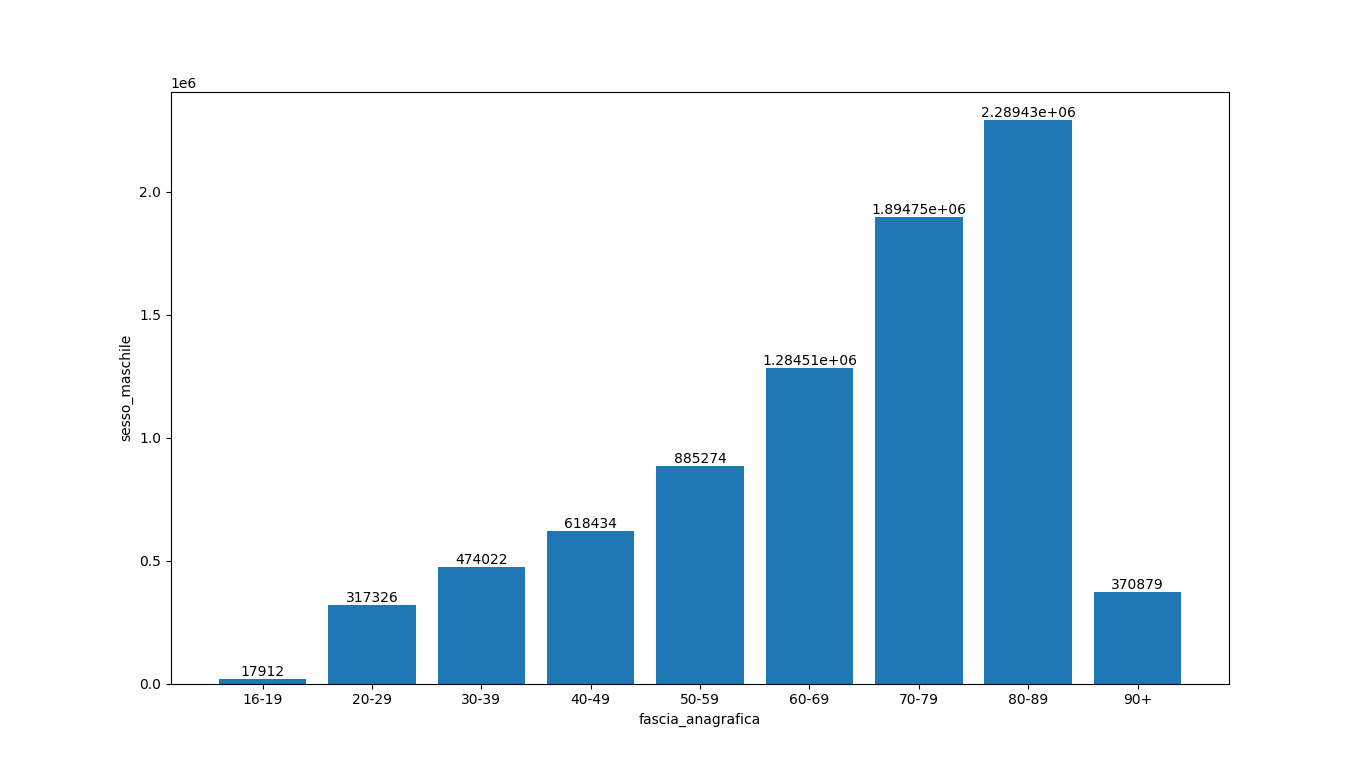 1e6
2.28943e+06
2.0
1.89475e+06
1.5
1.28451e+06
1.0
885274
618434
474022
0.5
370879
317326
17912
0.0
16-19 20-29 30-39 40-49 50-59 60-69 70-79 80-89 90+
fascia_anagrafica
sesso_maschile